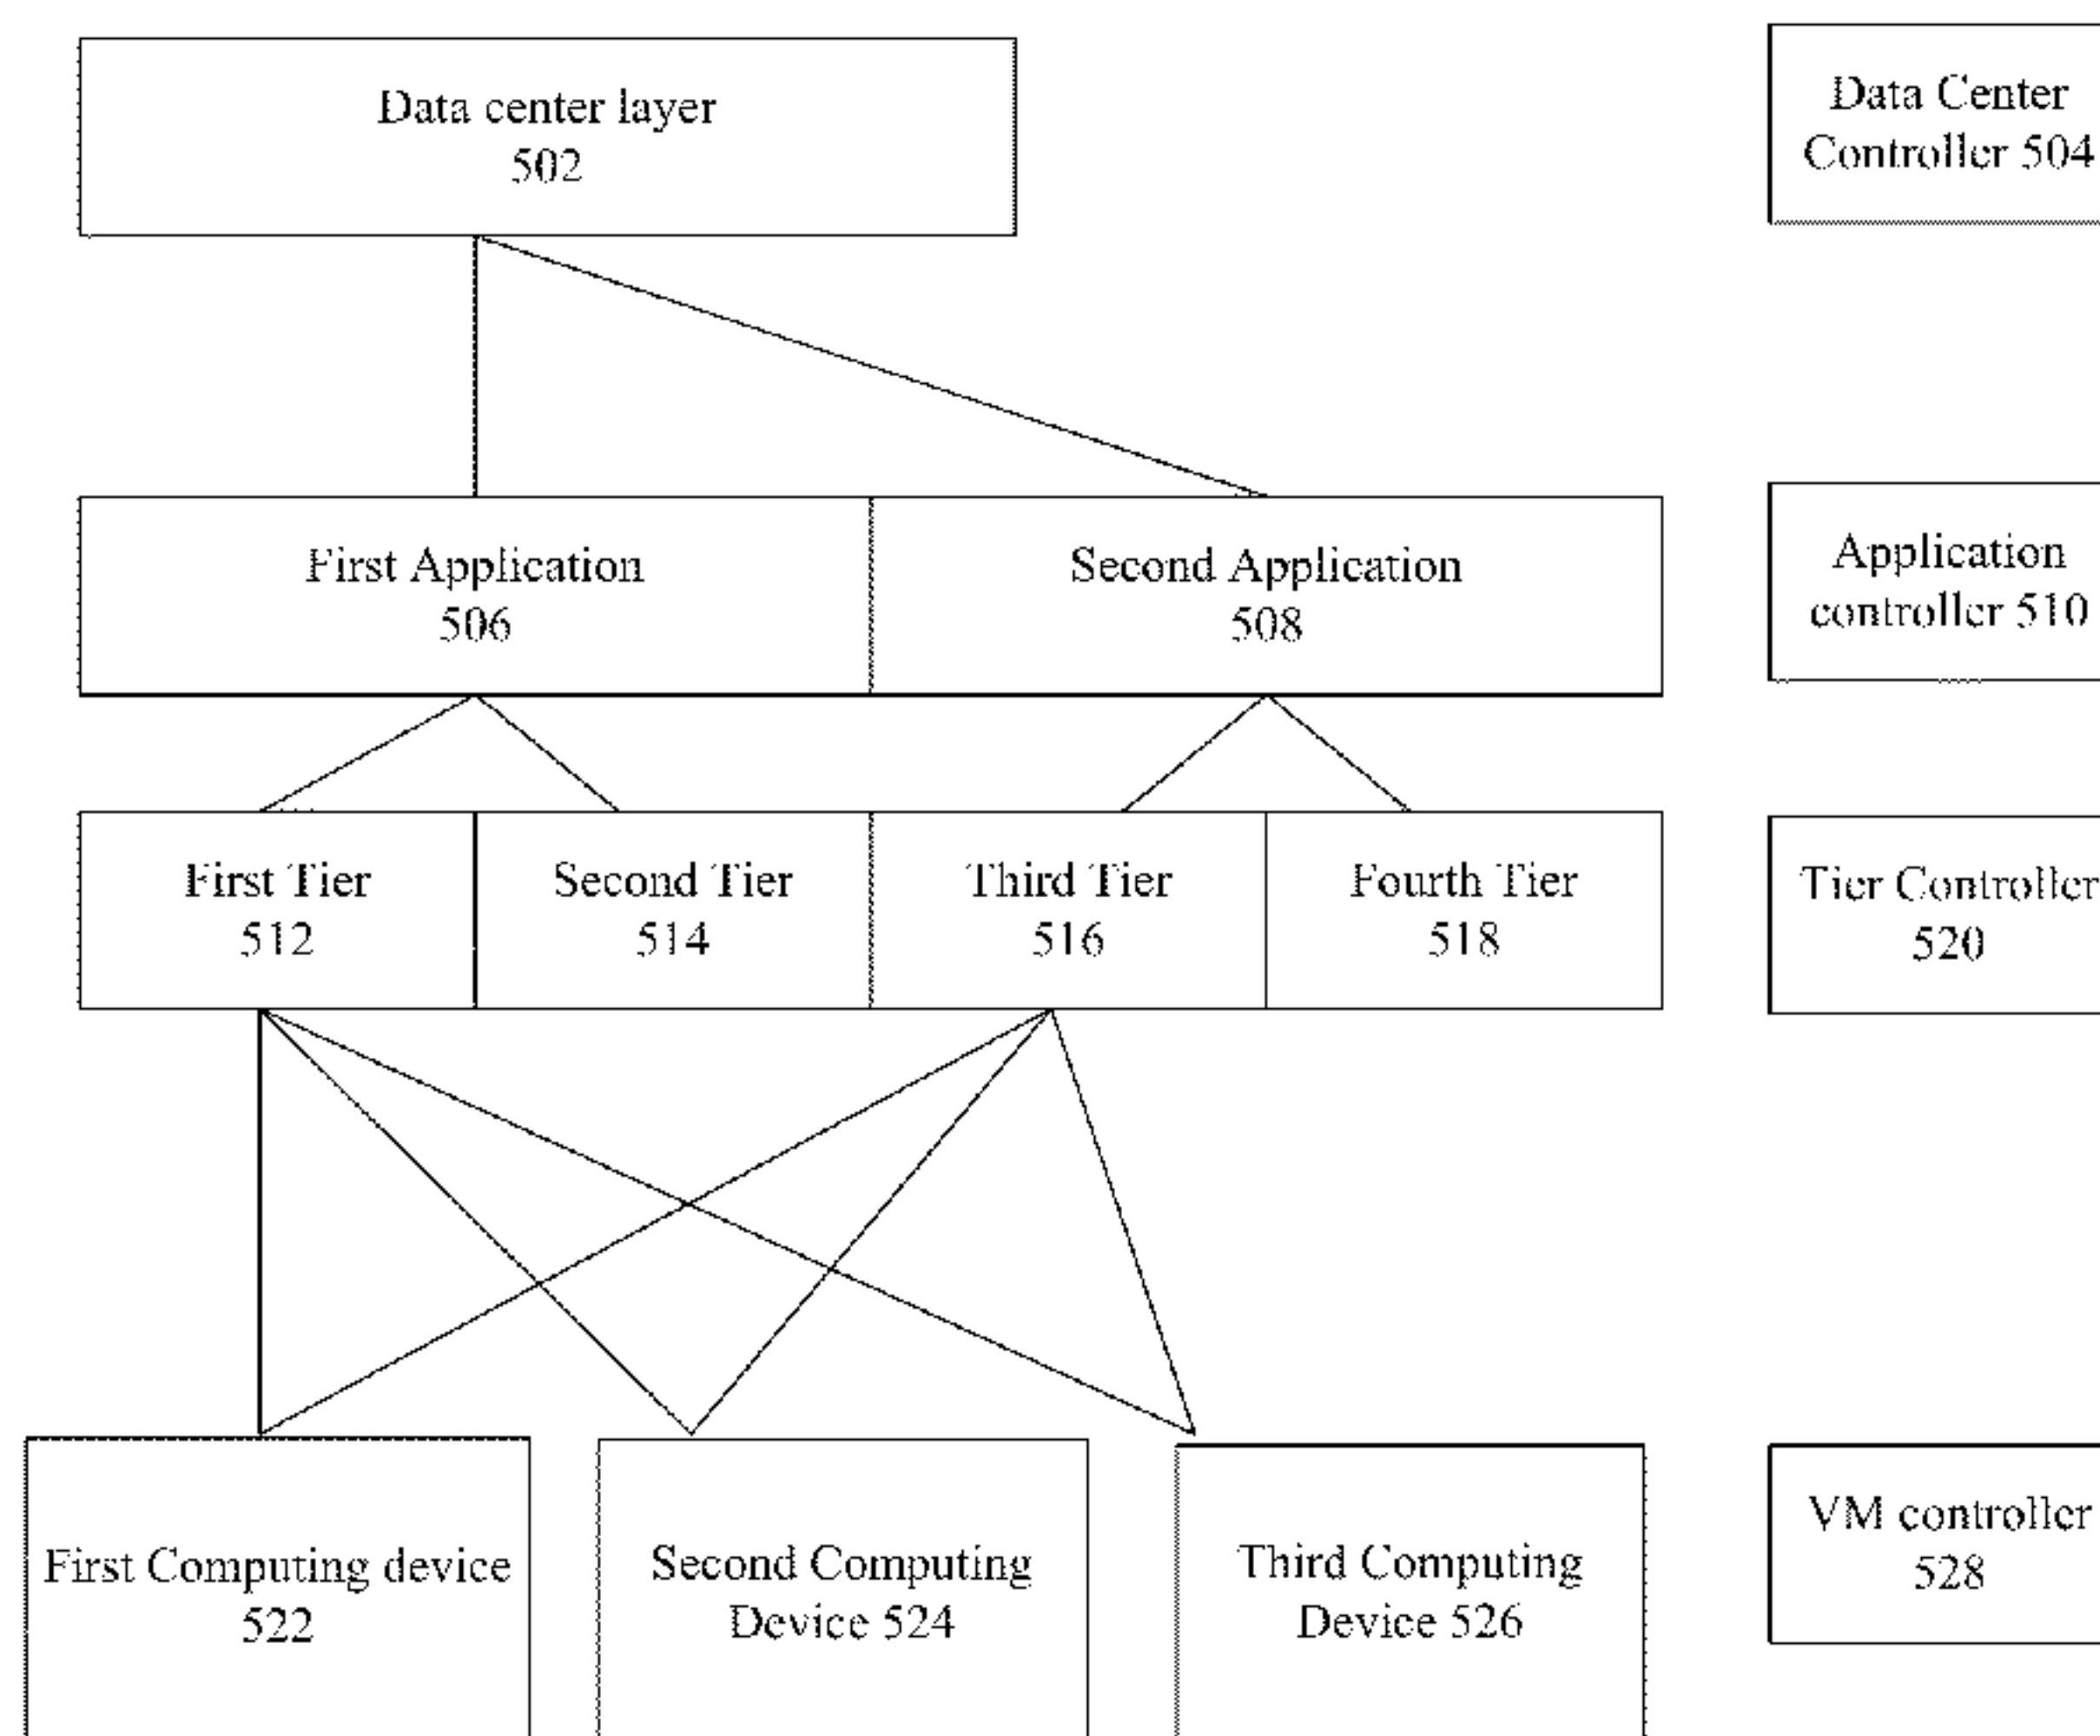 Data center layer
502
Data Center
Controller 504
First Application
506
Second Application
508
Application
controller 510
First Tier
512
Second Tier
514
Third Tier
516
Fourth Tier
518
Tier Controller
520
First Computing device
522
Second Computing
Device 524
Third Computing
Device 526
VM controller
528